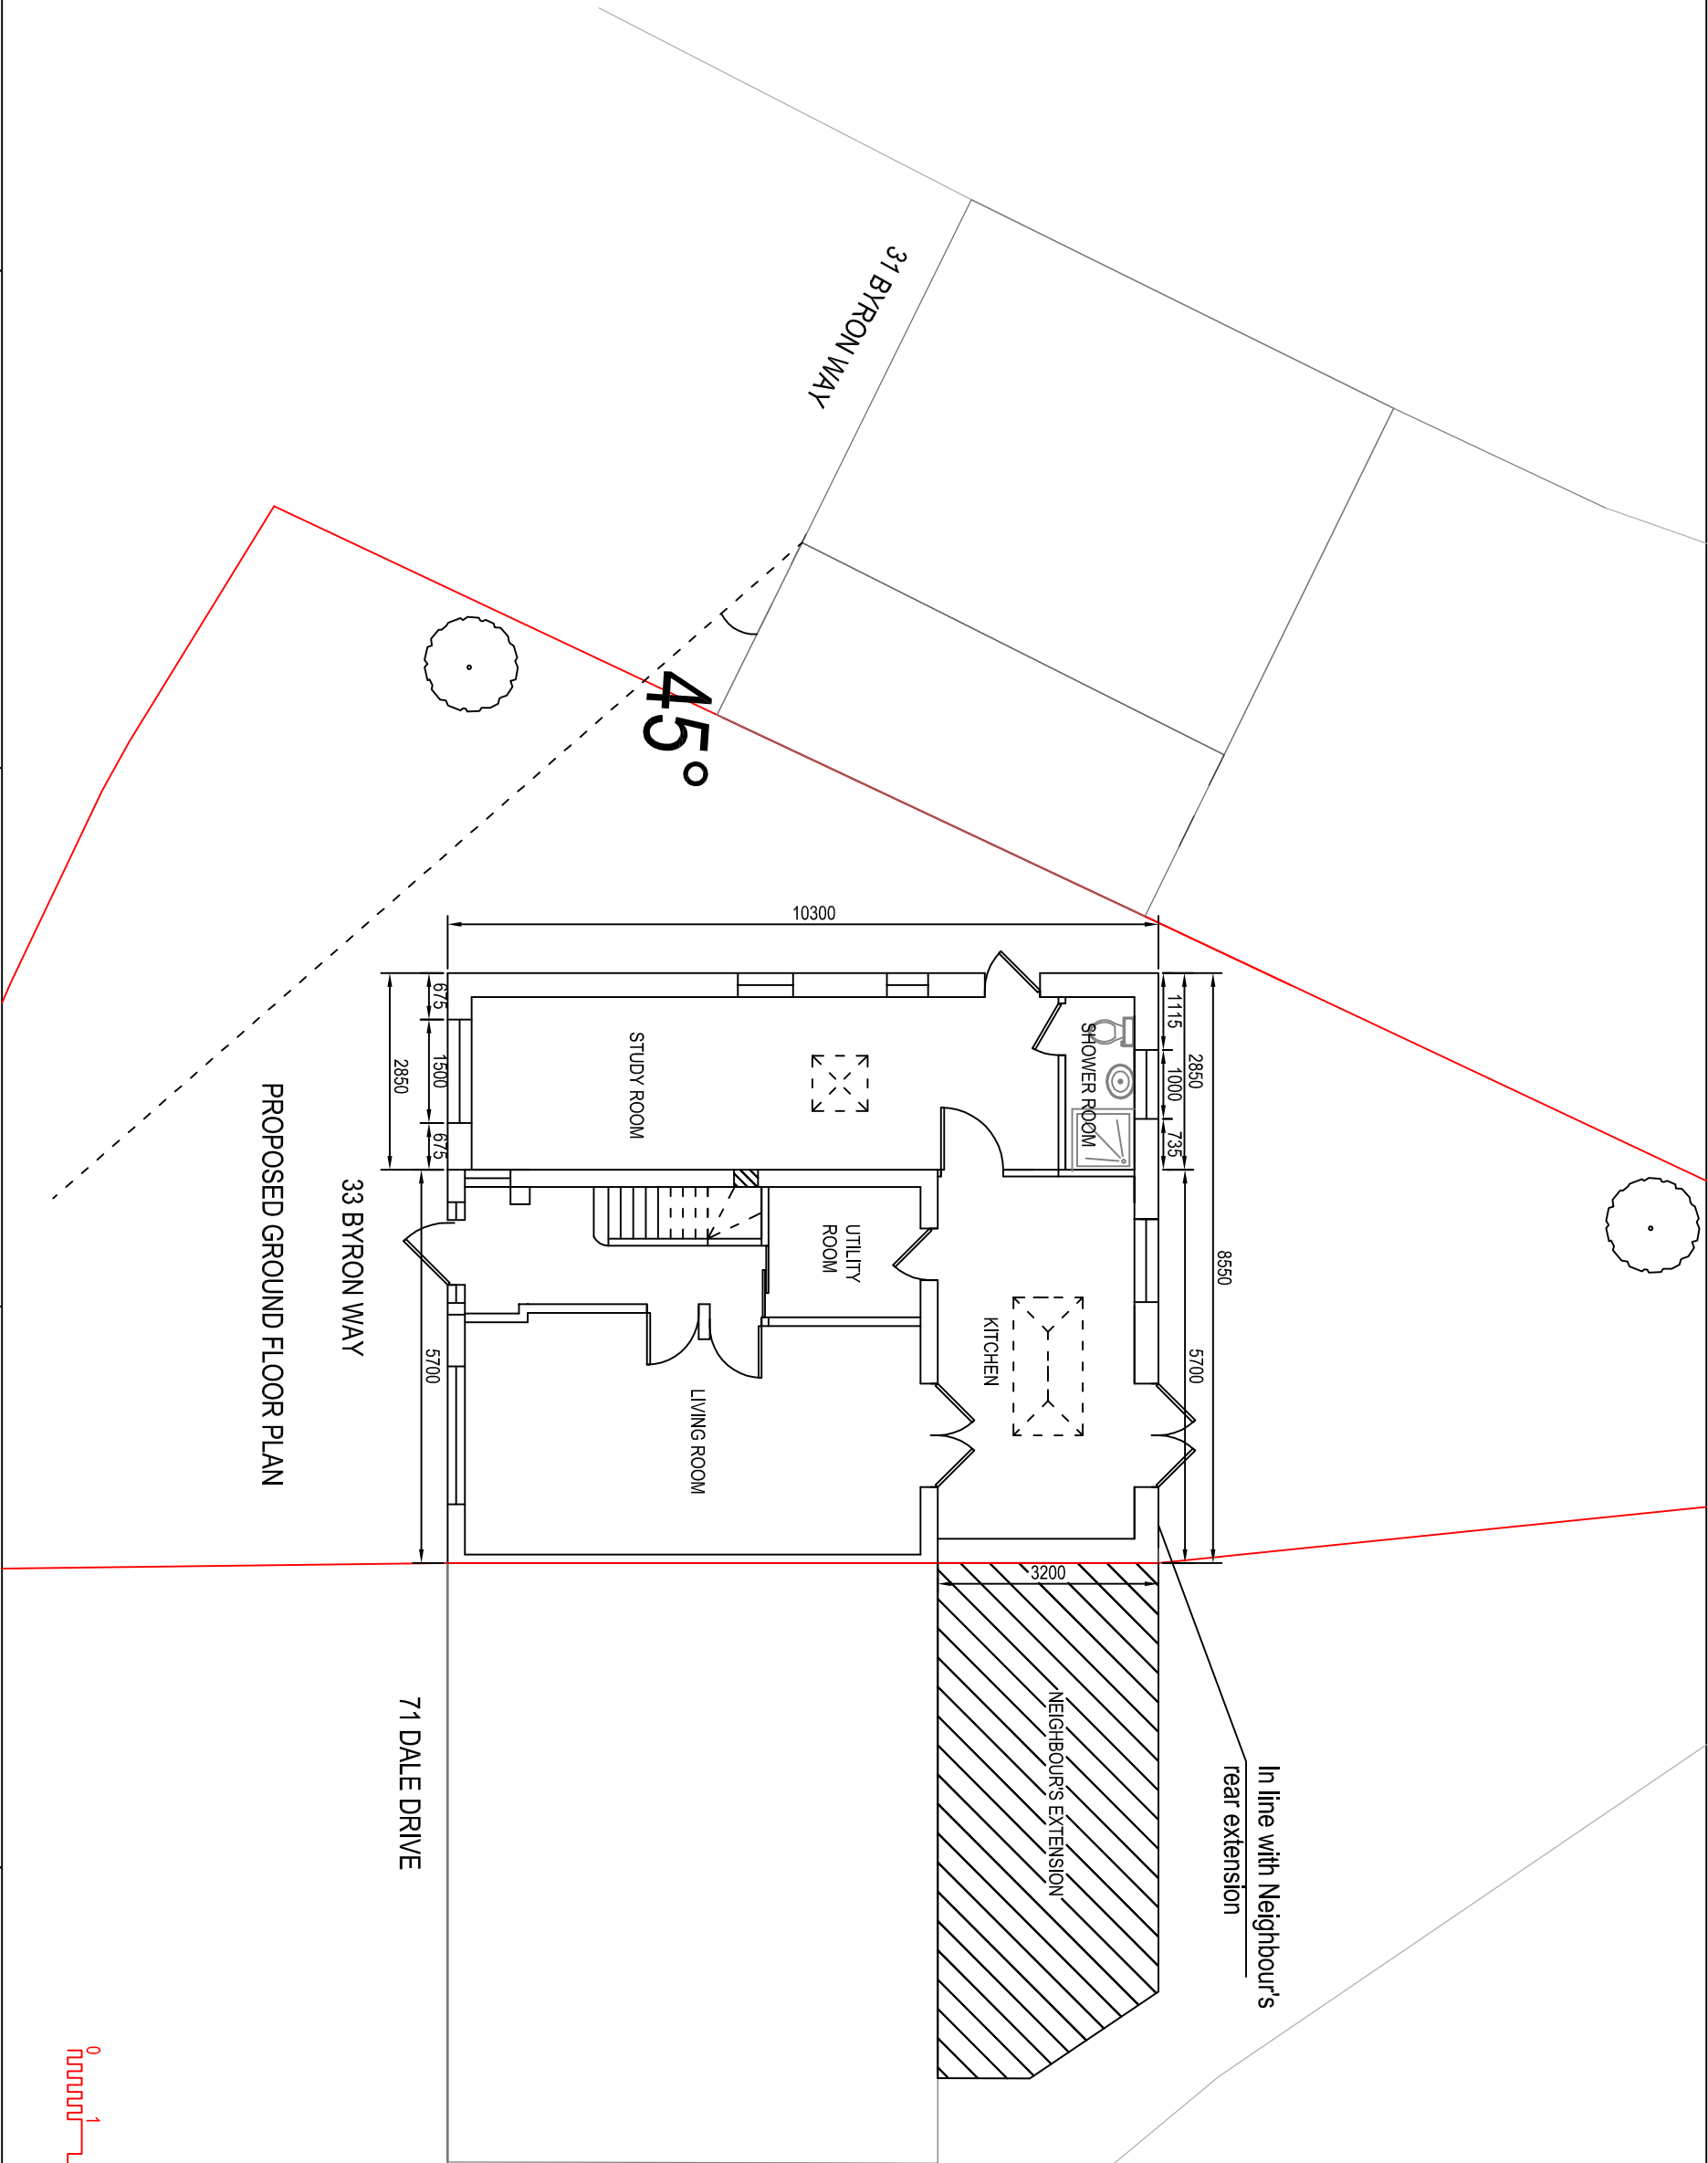 In line with Neighbour's
rear extension
8550
2850
5700
1115
1000
735
10300
SHOWER ROOM
STUDY ROOM
UTILITY
ROOM
KITCHEN
LIVING ROOM
3200
NEIGHBOUR'S EXTENSION
675
1500
675
2850
5700
31 BYRON WAY
45°
33 BYRON WAY
71 DALE DRIVE
PROPOSED GROUND FLOOR PLAN
0
1